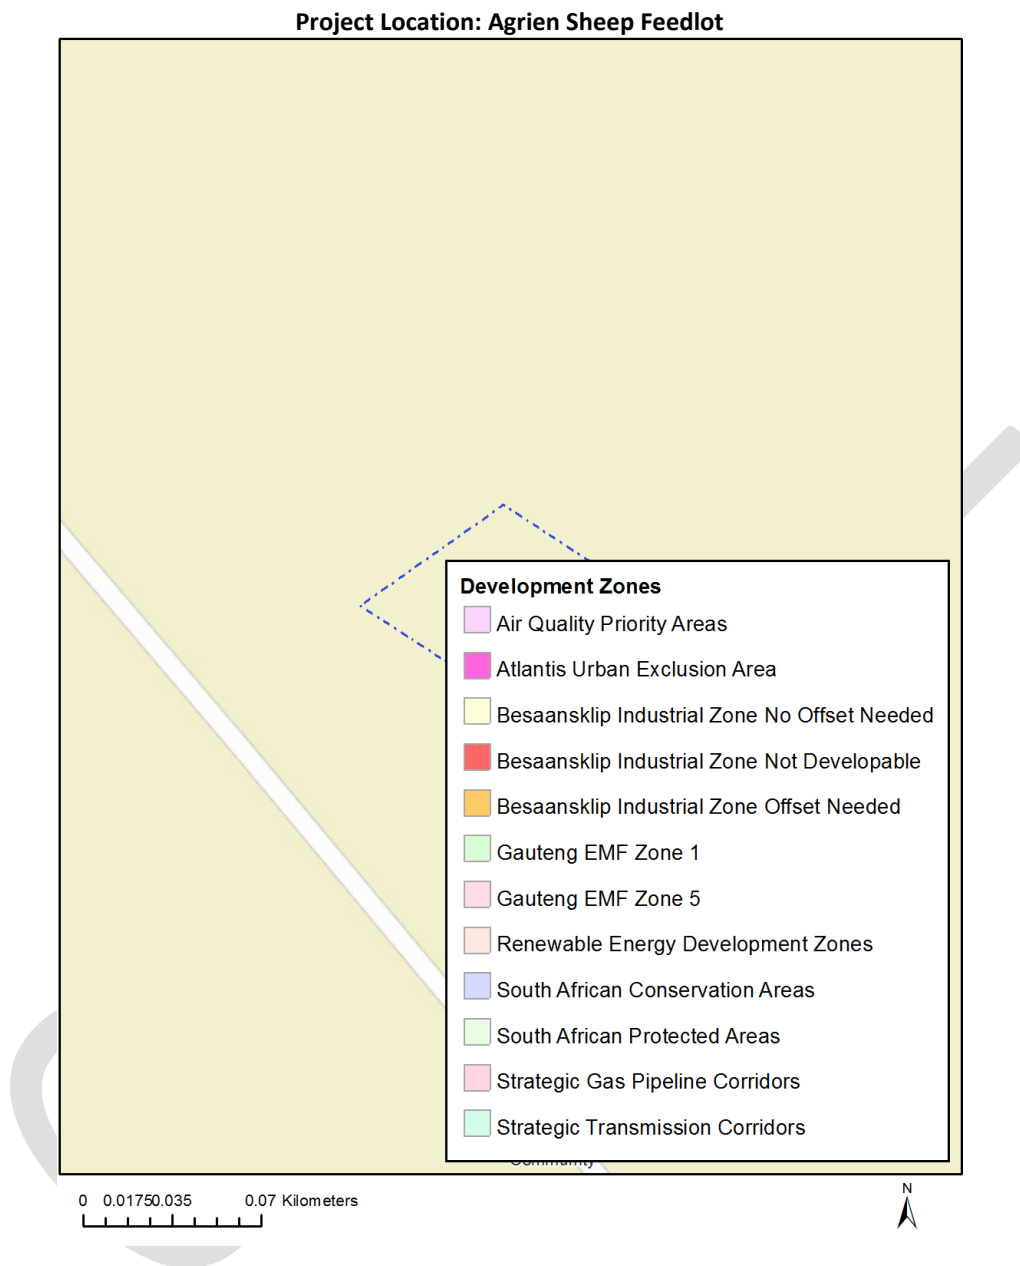 Project Location: Agrien Sheep Feedlot
Development Zones
Air Quality Priority Areas
Atlantis Urban Exclusion Area
Besaansklip Industrial Zone No Offset Needed
Besaansklip Industrial Zone Not Developable
Besaansklip Industrial Zone Offset Needed
Gauteng EMF Zone 1
Gauteng EMF Zone 5
Renewable Energy Development Zones
South African Conservation Areas
South African Protected Areas
Strategic Gas Pipeline Corridors
Strategic Transmission Corridors
Community
0 0.01750.035 0.07 Kilometers
N